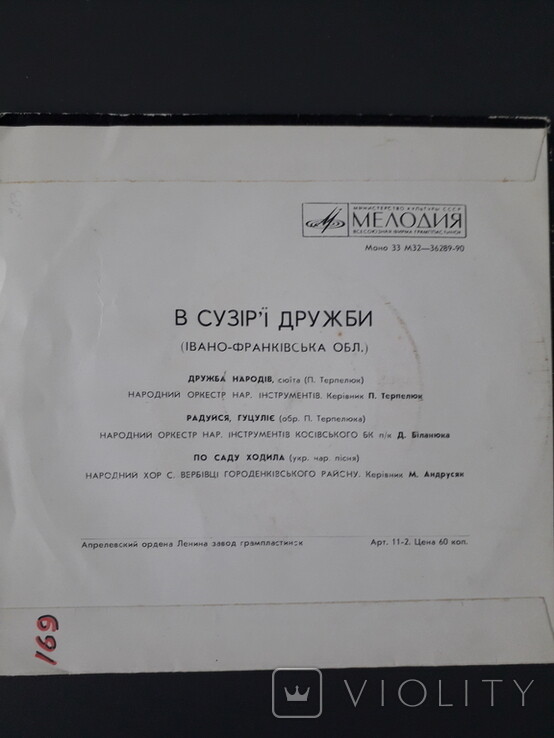 МИНИСТЕРСТВО КУЛЬТУРЫ СССР
МЕЛОДИЯ
ВСЕСОЮЗНАЯ ФИРМА ГРАМПЛАСТИНОК
Моно 33 М32—36289-90
В СУЗІР'Ї ДРУЖБИ
(ІВАНО-ФРАНКІВСЬКА ОБЛ.)
ДРУЖБА НАРОДІВ, сюїта (П. Терпелюк)
НАРОДНИЙ ОРКЕСТР НАР. ІНСТРУМЕНТІВ. Керівник П. Терпелюк
РАДУЙСЯ, ГУЦУЛІЄ (обр. П. Терпелюка)
НАРОДНИЙ ОРКЕСТР НАР. ІНСТРУМЕНТІВ КОСІВСЬКОГО БК п/к Д. Біланюка
ПО САДУ ХОДИЛА (укр. нар. пісня)
НАРОДНИЙ ХОР С. ВЕРБІВЦІ ГОРОДЕНКІВСЬКОГО РАЙОНУ. Керівник М. Андрусяк
Апрелевский ордена Ленина завод грампластинок
Арт. 11-2. Цена 60 коп.
169
VIOLITY